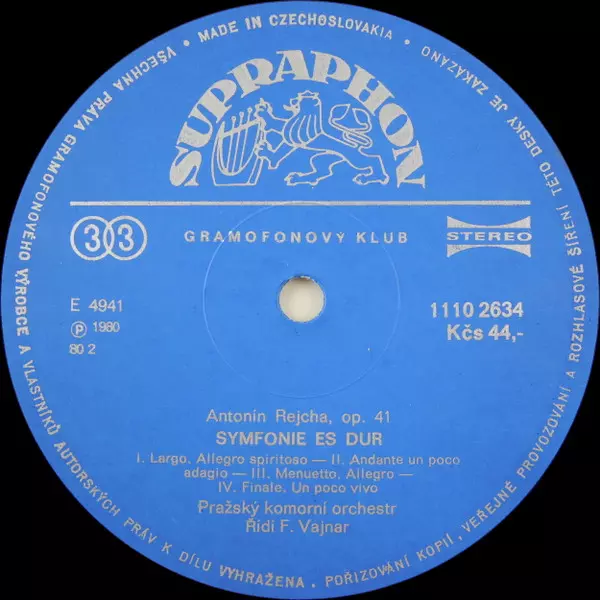 VŠECHNA PRÁVA GRAMOFONOVÉHO VÝROBCE A VLASTNÍKŮ AUTORSKÝCH PRÁV K DÍLU VYHRAŽENA. POŘIZOVÁNÍ KOPIÍ, VEŘEJNÉ PROVOZOVÁNÍ A ROZHLASOVÉ ŠÍŘENÍ TÉTO DESKY JE ZAKÁZÁNO
• MADE IN CZECHOSLOVAKIA •
SUPRAPHON
33
GRAMOFONOVÝ KLUB
STEREO
E 4941
Ⓟ 1980
80 2
1110 2634
Kčs 44,-
Antonín Rejcha, op. 41
SYMFONIE ES DUR
I. Largo, Allegro spiritoso — II. Andante un poco
adagio — III. Menuetto, Allegro —
IV. Finale, Un poco vivo
Pražský komorní orchestr
Řídí F. Vajnar